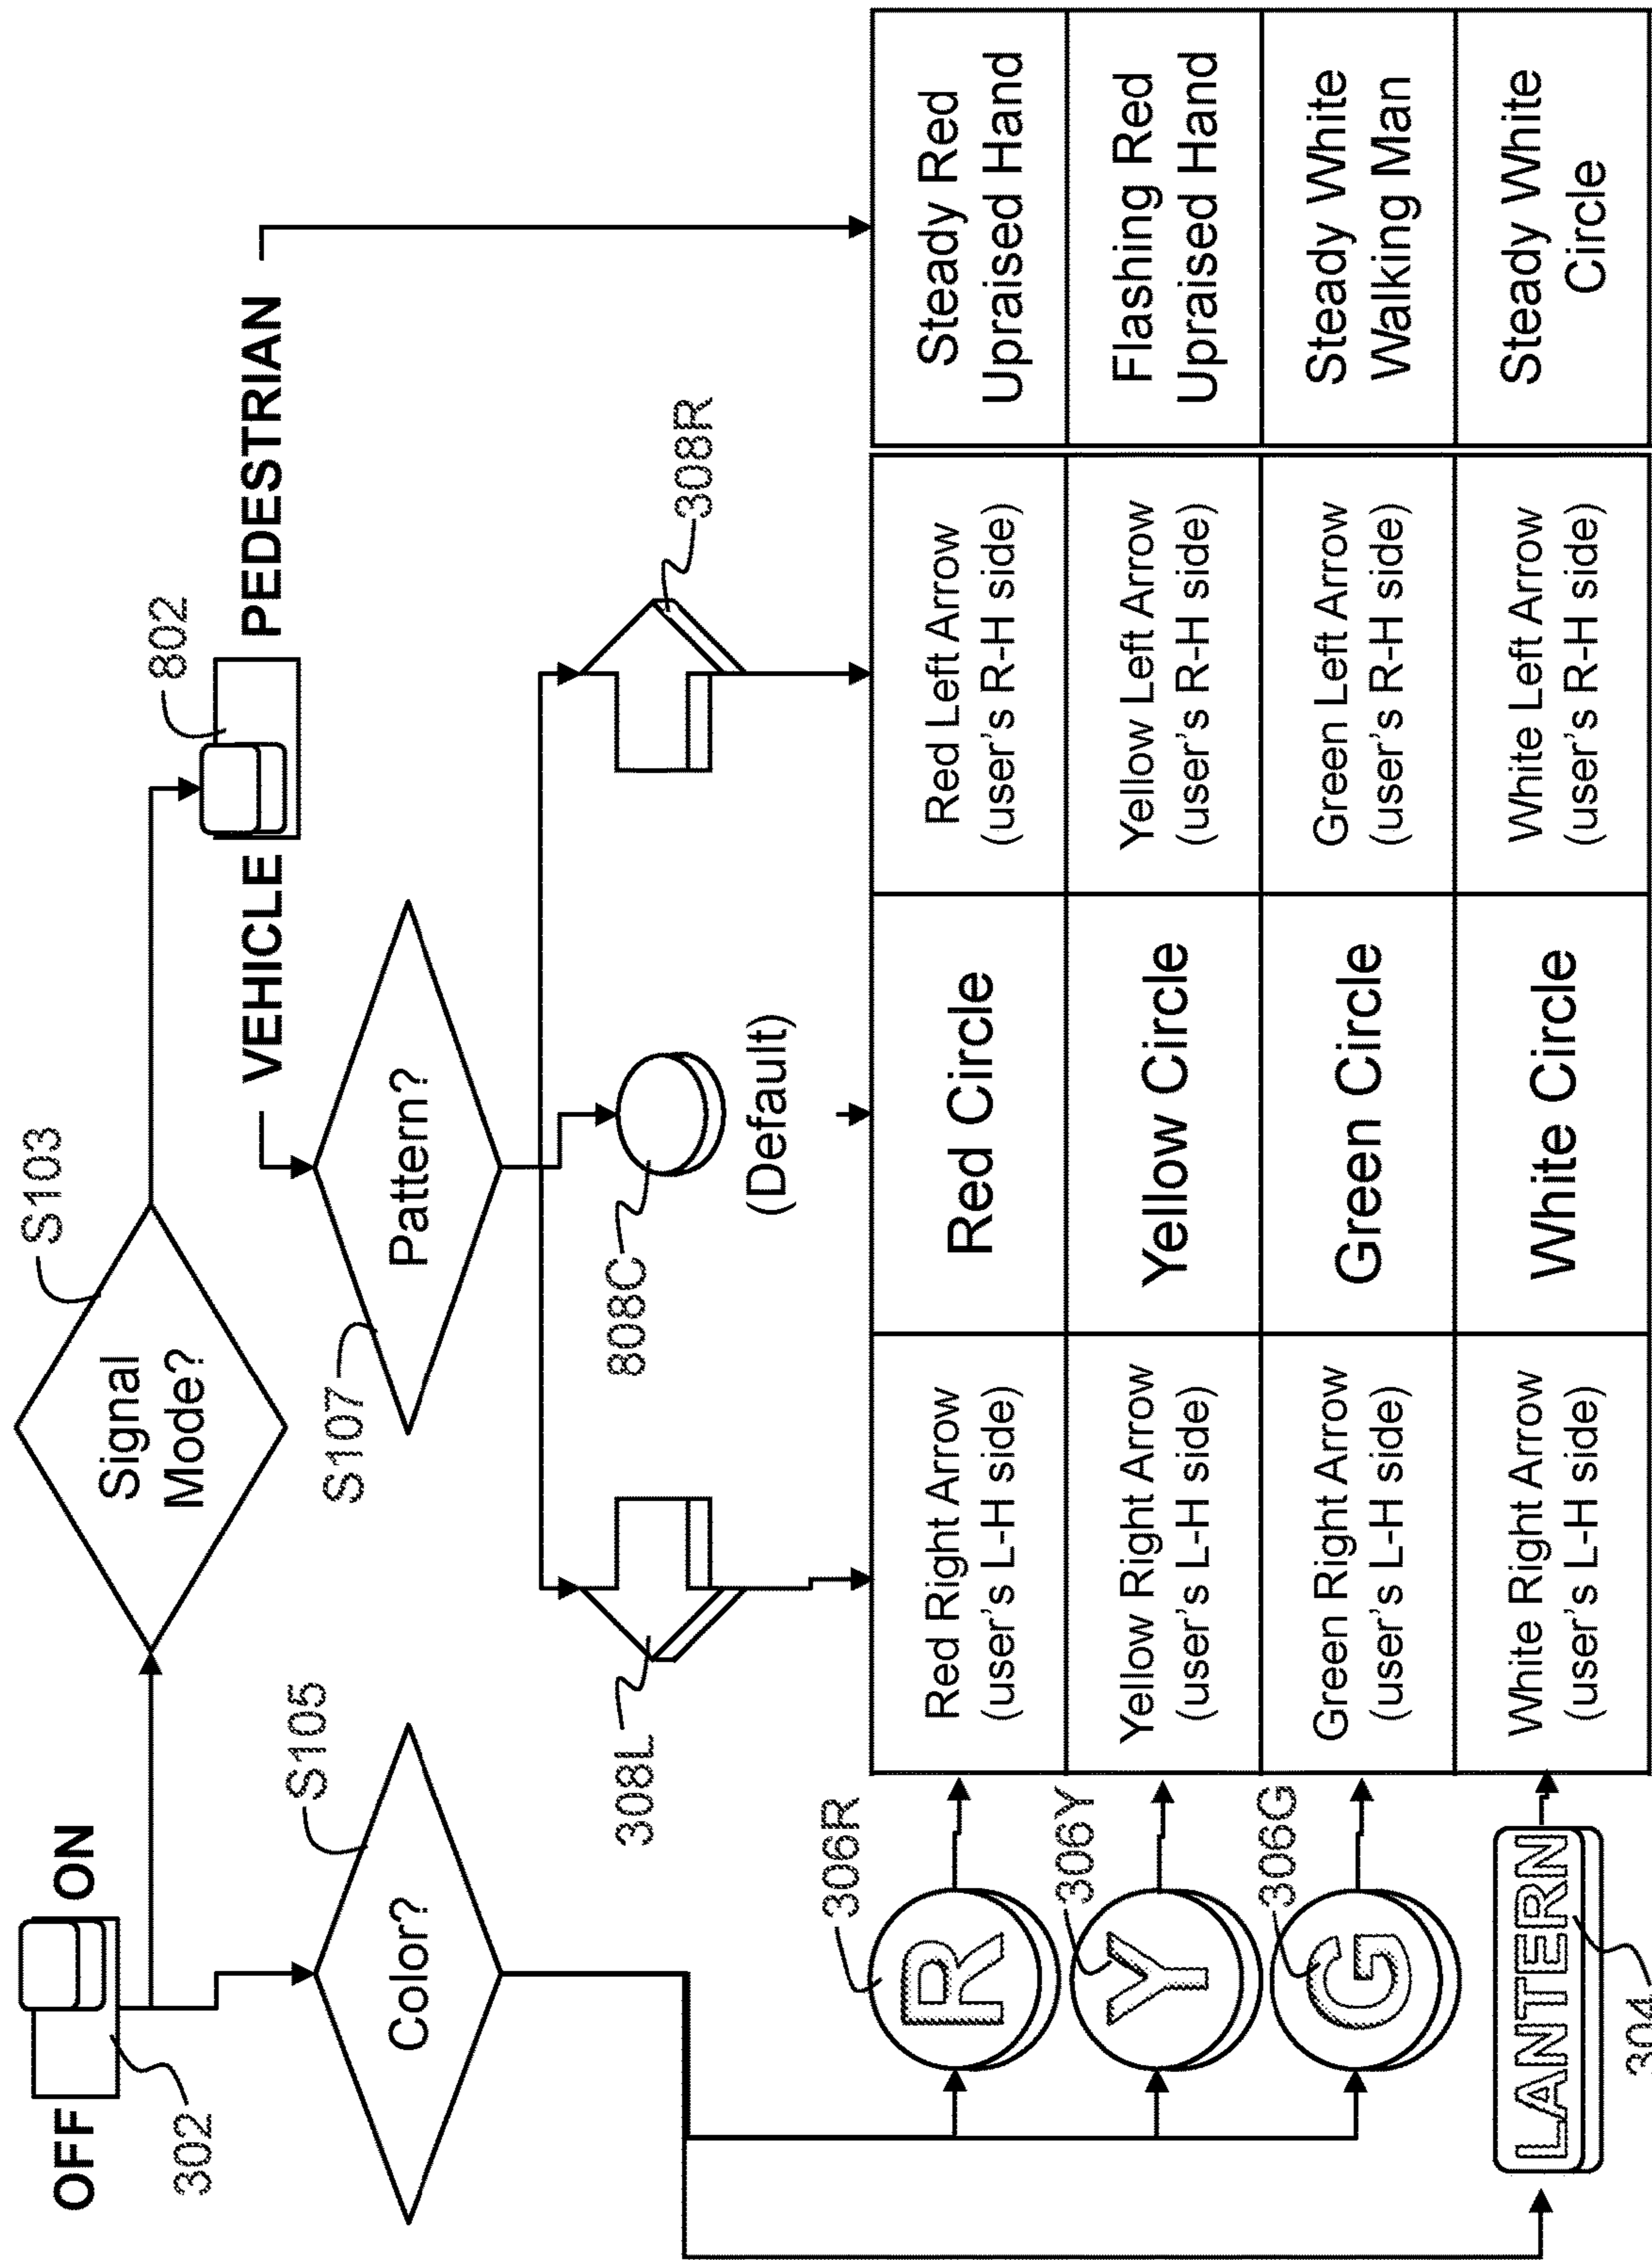 OFF
ON
302
Signal
Mode?
S103
802
VEHICLE
PEDESTRIAN
Color?
S105
Pattern?
S107
308L
808C
(Default)
308R
306R
R
Red Right Arrow
(user's L-H side)
Red Circle
Red Left Arrow
(user's R-H side)
Steady Red
Upraised Hand
306Y
Y
Yellow Right Arrow
(user's L-H side)
Yellow Circle
Yellow Left Arrow
(user's R-H side)
Flashing Red
Upraised Hand
306G
G
Green Right Arrow
(user's L-H side)
Green Circle
Green Left Arrow
(user's R-H side)
Steady White
Walking Man
LANTERN
304
White Right Arrow
(user's L-H side)
White Circle
White Left Arrow
(user's R-H side)
Steady White
Circle